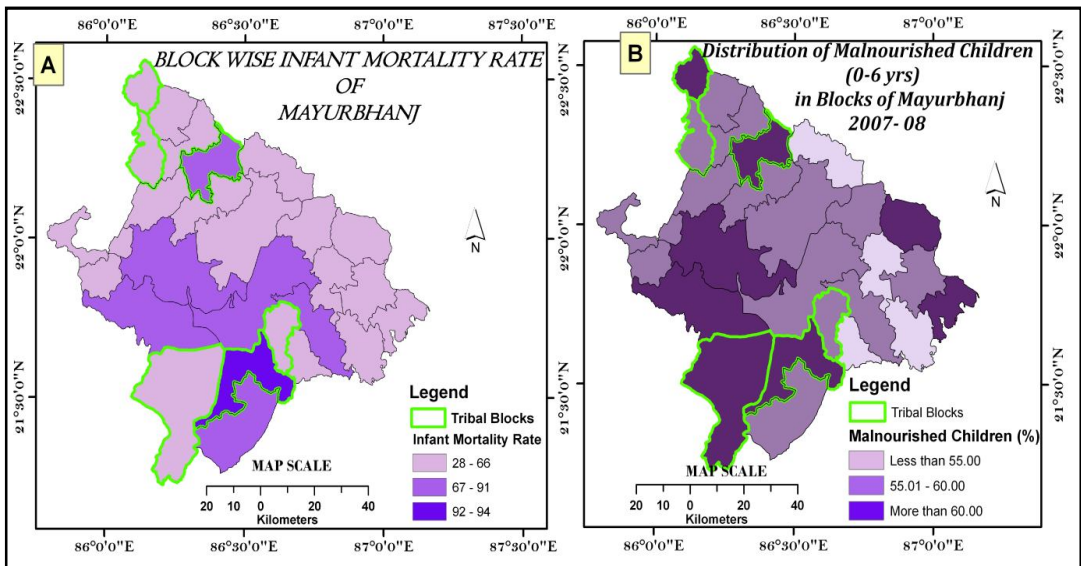 86°0'0"E 86°30'0"E 87°0'0"E
A
BLOCK WISE INFANT MORTALITY RATE
OF
MAYURBHANJ
22°30'0"N
22°0'0"N
21°30'0"N
N
Legend
Tribal Blocks
Infant Mortality Rate
28 - 66
67 - 91
92 - 94
MAP SCALE
20 10 0 20 40
Kilometers
86°0'0"E 86°30'0"E 87°0'0"E
86°0'0"E 86°30'0"E 87°0'0"E
B
Distribution of Malnourished Children
(0-6 yrs)
in Blocks of Mayurbhanj
2007- 08
22°30'0"N
22°0'0"N
21°30'0"N
N
Legend
Tribal Blocks
Malnourished Children (%)
Less than 55.00
55.01 - 60.00
More than 60.00
MAP SCALE
20 10 0 20 40
Kilometers
86°0'0"E 86°30'0"E 87°0'0"E